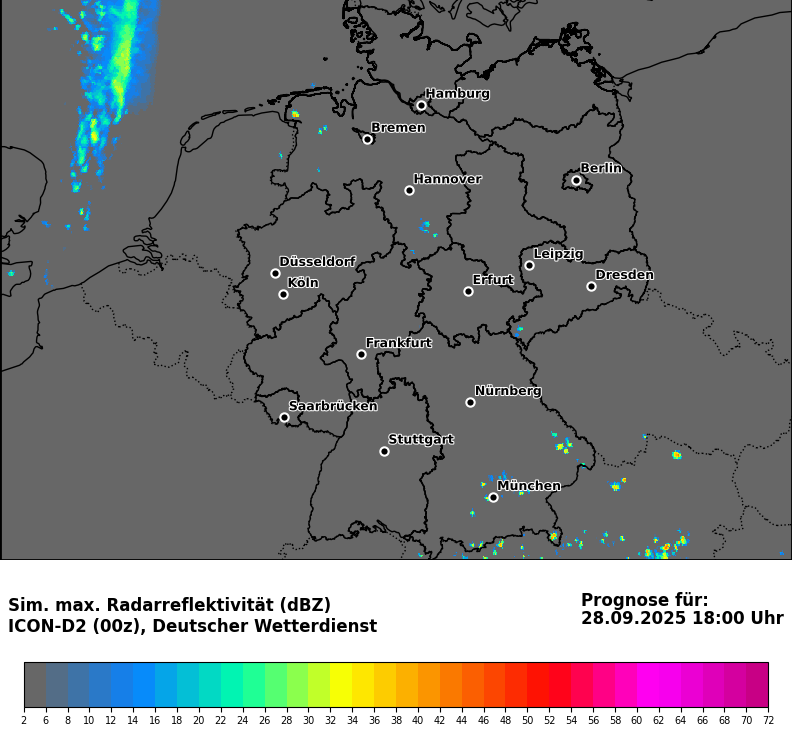 Hamburg
Bremen
Berlin
Hannover
Leipzig
Düsseldorf
Dresden
Köln
Erfurt
Frankfurt
Nürnberg
Saarbrücken
Stuttgart
München
Sim. max. Radarreflektivität (dBZ)
ICON-D2 (00z), Deutscher Wetterdienst
Prognose für:
28.09.2025 18:00 Uhr
2 6 8 10 12 14 16 18 20 22 24 26 28 30 32 34 36 38 40 42 44 46 48 50 52 54 56 58 60 62 64 66 68 70 72